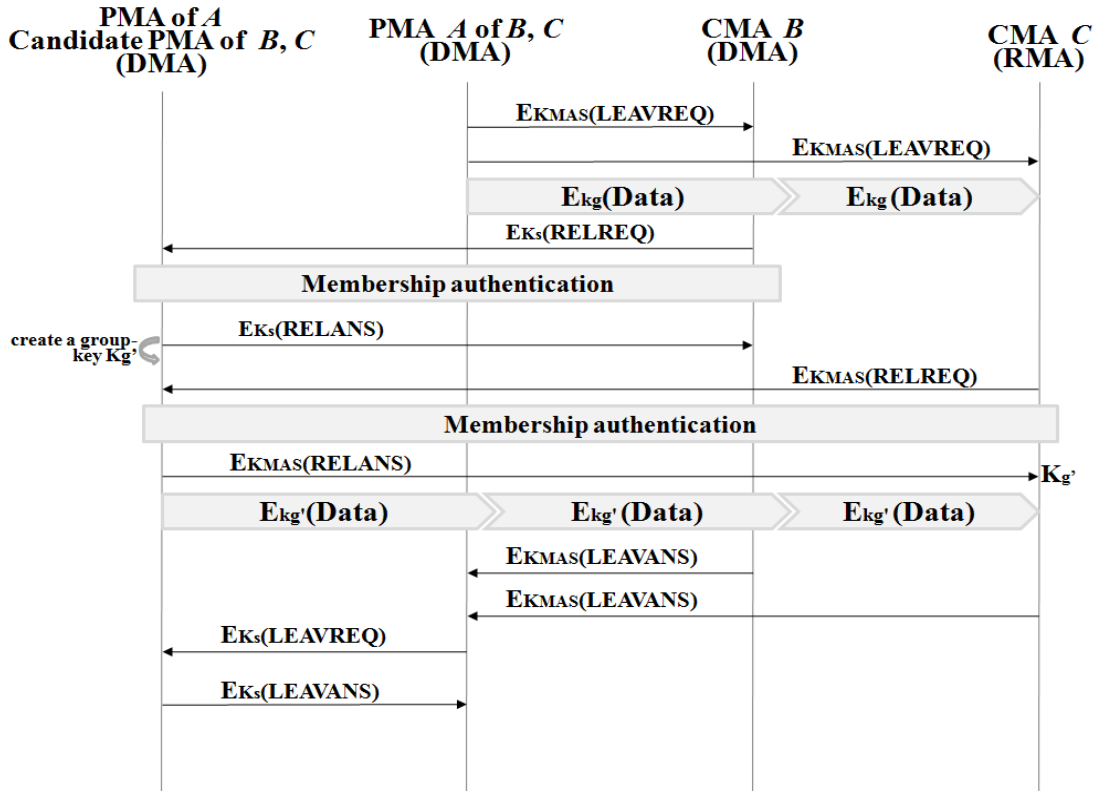 PMA of A
Candidate PMA of B, C
(DMA)
PMA A of B, C
(DMA)
CMA B
(DMA)
CMA C
(RMA)
EKMAS(LEAVREQ)
EKMAS(LEAVREQ)
Ekg(Data)
Ekg(Data)
EKs(RELREQ)
Membership authentication
create a group-
key Kg’
EKs(RELANS)
EKMAS(RELREQ)
Membership authentication
EKMAS(RELANS)
Kg’
Ekg'(Data)
Ekg'(Data)
Ekg'(Data)
EKMAS(LEAVANS)
EKMAS(LEAVANS)
EKs(LEAVREQ)
EKs(LEAVANS)